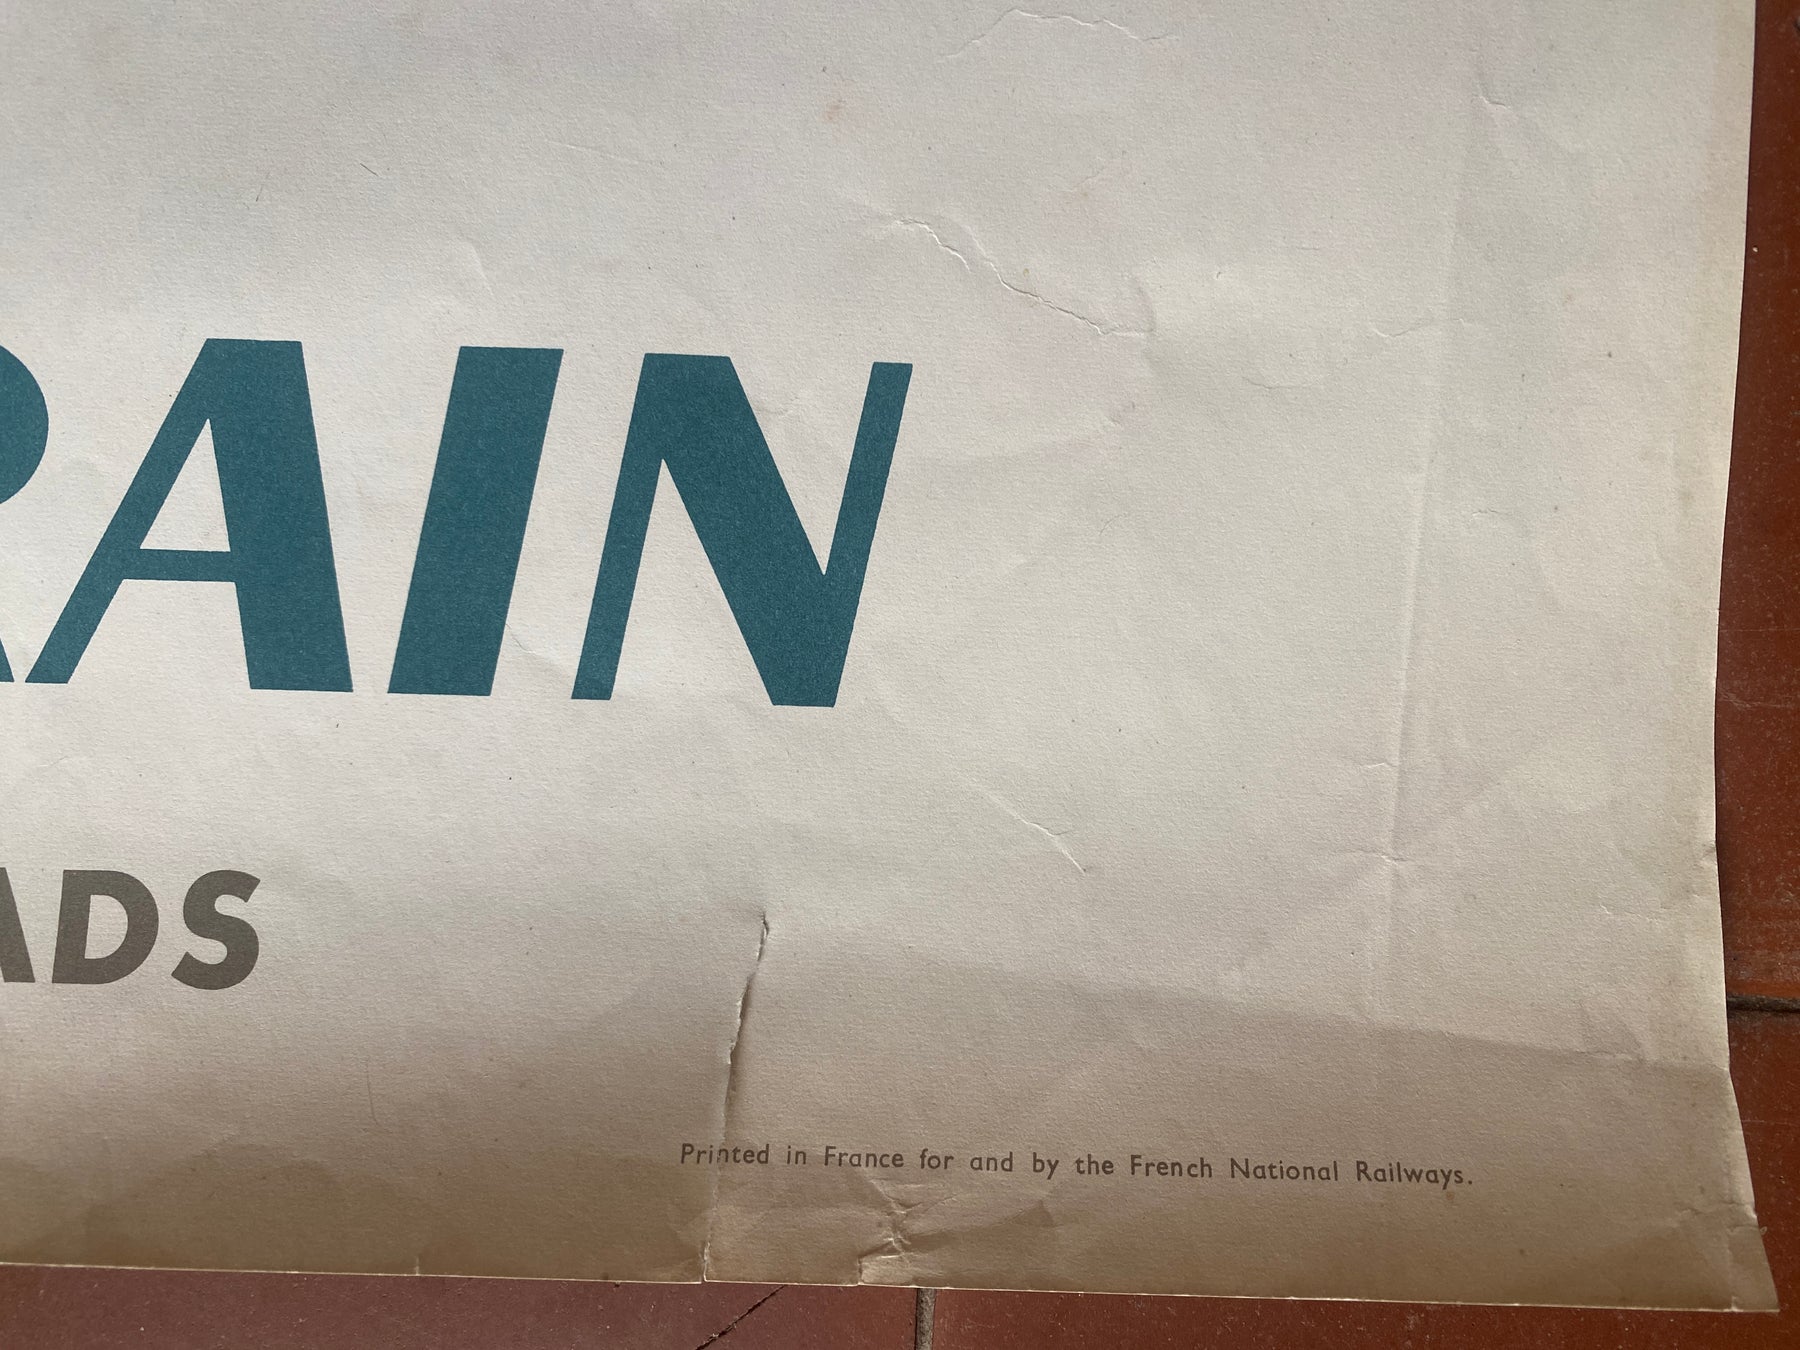 RAIN
ADS
Printed in France for and by the French National Railways.